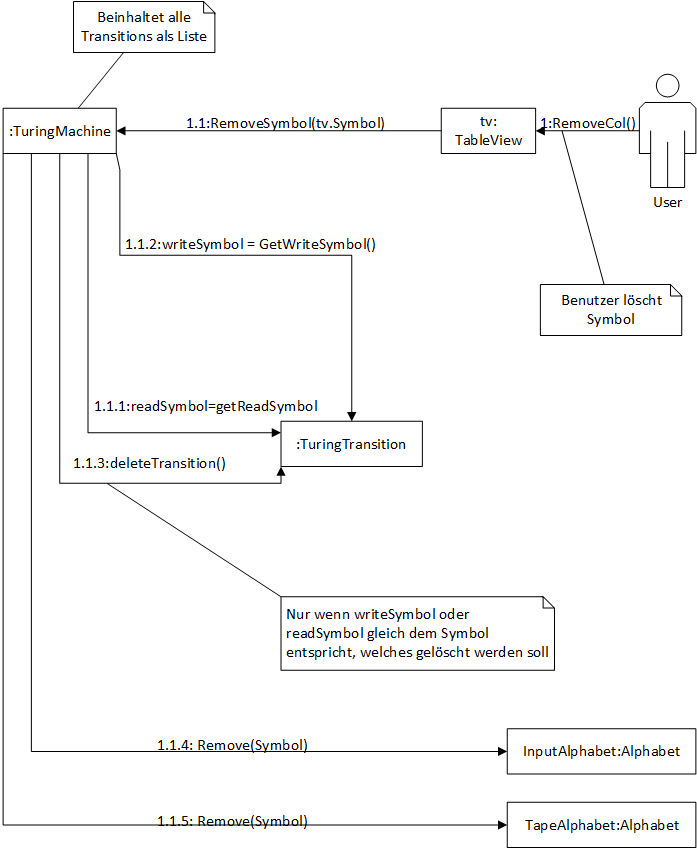 Beinhaltet alle
Transitions als Liste
:TuringMachine
1.1:RemoveSymbol(tv.Symbol)
tv:
TableView
1:RemoveCol()
User
1.1.2:writeSymbol = GetWriteSymbol()
Benutzer löscht
Symbol
1.1.1:readSymbol=getReadSymbol
:TuringTransition
1.1.3:deleteTransition()
Nur wenn writeSymbol oder
readSymbol gleich dem Symbol
entspricht, welches gelöscht werden soll
1.1.4: Remove(Symbol)
InputAlphabet:Alphabet
1.1.5: Remove(Symbol)
TapeAlphabet:Alphabet